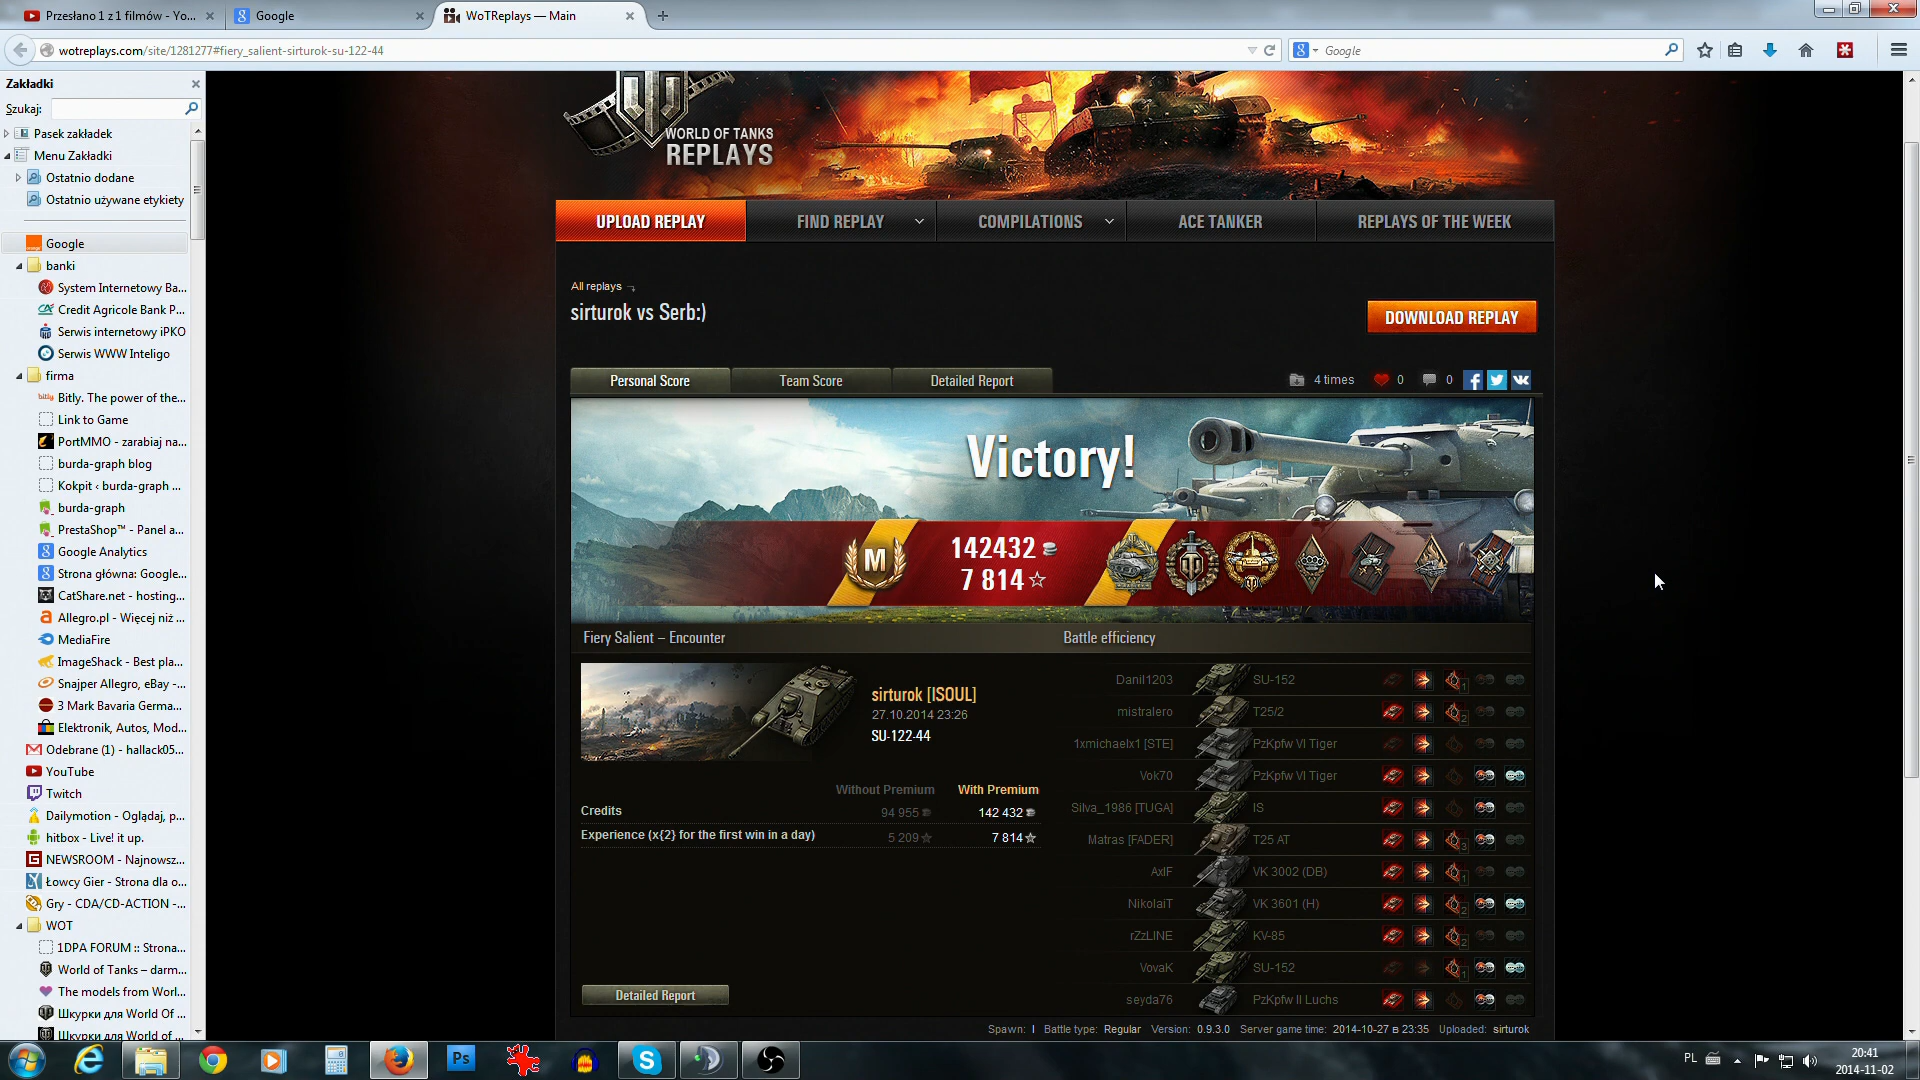 Przesłano 1 z 1 filmów - Yo...
Google
WoTReplays — Main
wotreplays.com/site/1281277#fiery_salient-sirturok-su-122-44
Google
Zakładki
Szukaj:
Pasek zakładek
Menu Zakładki
Ostatnio dodane
Ostatnio używane etykiety
Google
banki
System Internetowy Ba...
Credit Agricole Bank P...
Serwis internetowy iPKO
Serwis WWW Inteligo
firma
Bitly. The power of the...
Link to Game
PortMMO - zarabiaj na...
burda-graph blog
Kokpit ‹ burda-graph ...
burda-graph
PrestaShop™ - Panel a...
Google Analytics
Strona główna: Google...
CatShare.net - hosting...
Allegro.pl - Więcej niż ...
MediaFire
ImageShack - Best pla...
Snajper Allegro, eBay -...
3 Mark Bavaria Germa...
Elektronik, Autos, Mod...
Odebrane (1) - hallack05...
YouTube
Twitch
Dailymotion - Oglądaj, p...
hitbox - Live! it up.
NEWSROOM - Najnowsz...
Łowcy Gier - Strona dla o...
Gry - CDA/CD-ACTION -...
WOT
1DPA FORUM :: Strona...
World of Tanks – darm...
The models from Worl...
Шкурки для World Of ...
Шкурки для World of ...
WORLD OF TANKS
REPLAYS
UPLOAD REPLAY FIND REPLAY COMPILATIONS ACE TANKER REPLAYS OF THE WEEK
All replays
sirturok vs Serb:)
DOWNLOAD REPLAY
Personal Score Team Score Detailed Report 4 times 0 0
Victory!
M
142432
7 814
Fiery Salient – Encounter
Battle efficiency
sirturok [ISOUL]
27.10.2014 23:26
SU-122-44
Without Premium With Premium
Credits 94 955 142 432
Experience (x{2} for the first win in a day) 5 209 7 814
Detailed Report
Danil1203 SU-152 1
mistralero T25/2 2
1xmichaelx1 [STE] PzKpfw VI Tiger
Vok70 PzKpfw VI Tiger
Silva_1986 [TUGA] IS
Matras [FADER] T25 AT 3
AxlF VK 3002 (DB) 1
NikolaiT VK 3601 (H) 2
rZzLINE KV-85 2
VovaK SU-152 1
seyda76 PzKpfw II Luchs
Spawn: I Battle type: Regular Version: 0.9.3.0 Server game time: 2014-10-27 в 23:35 Uploaded: sirturok
Ps
PL
20:41
2014-11-02